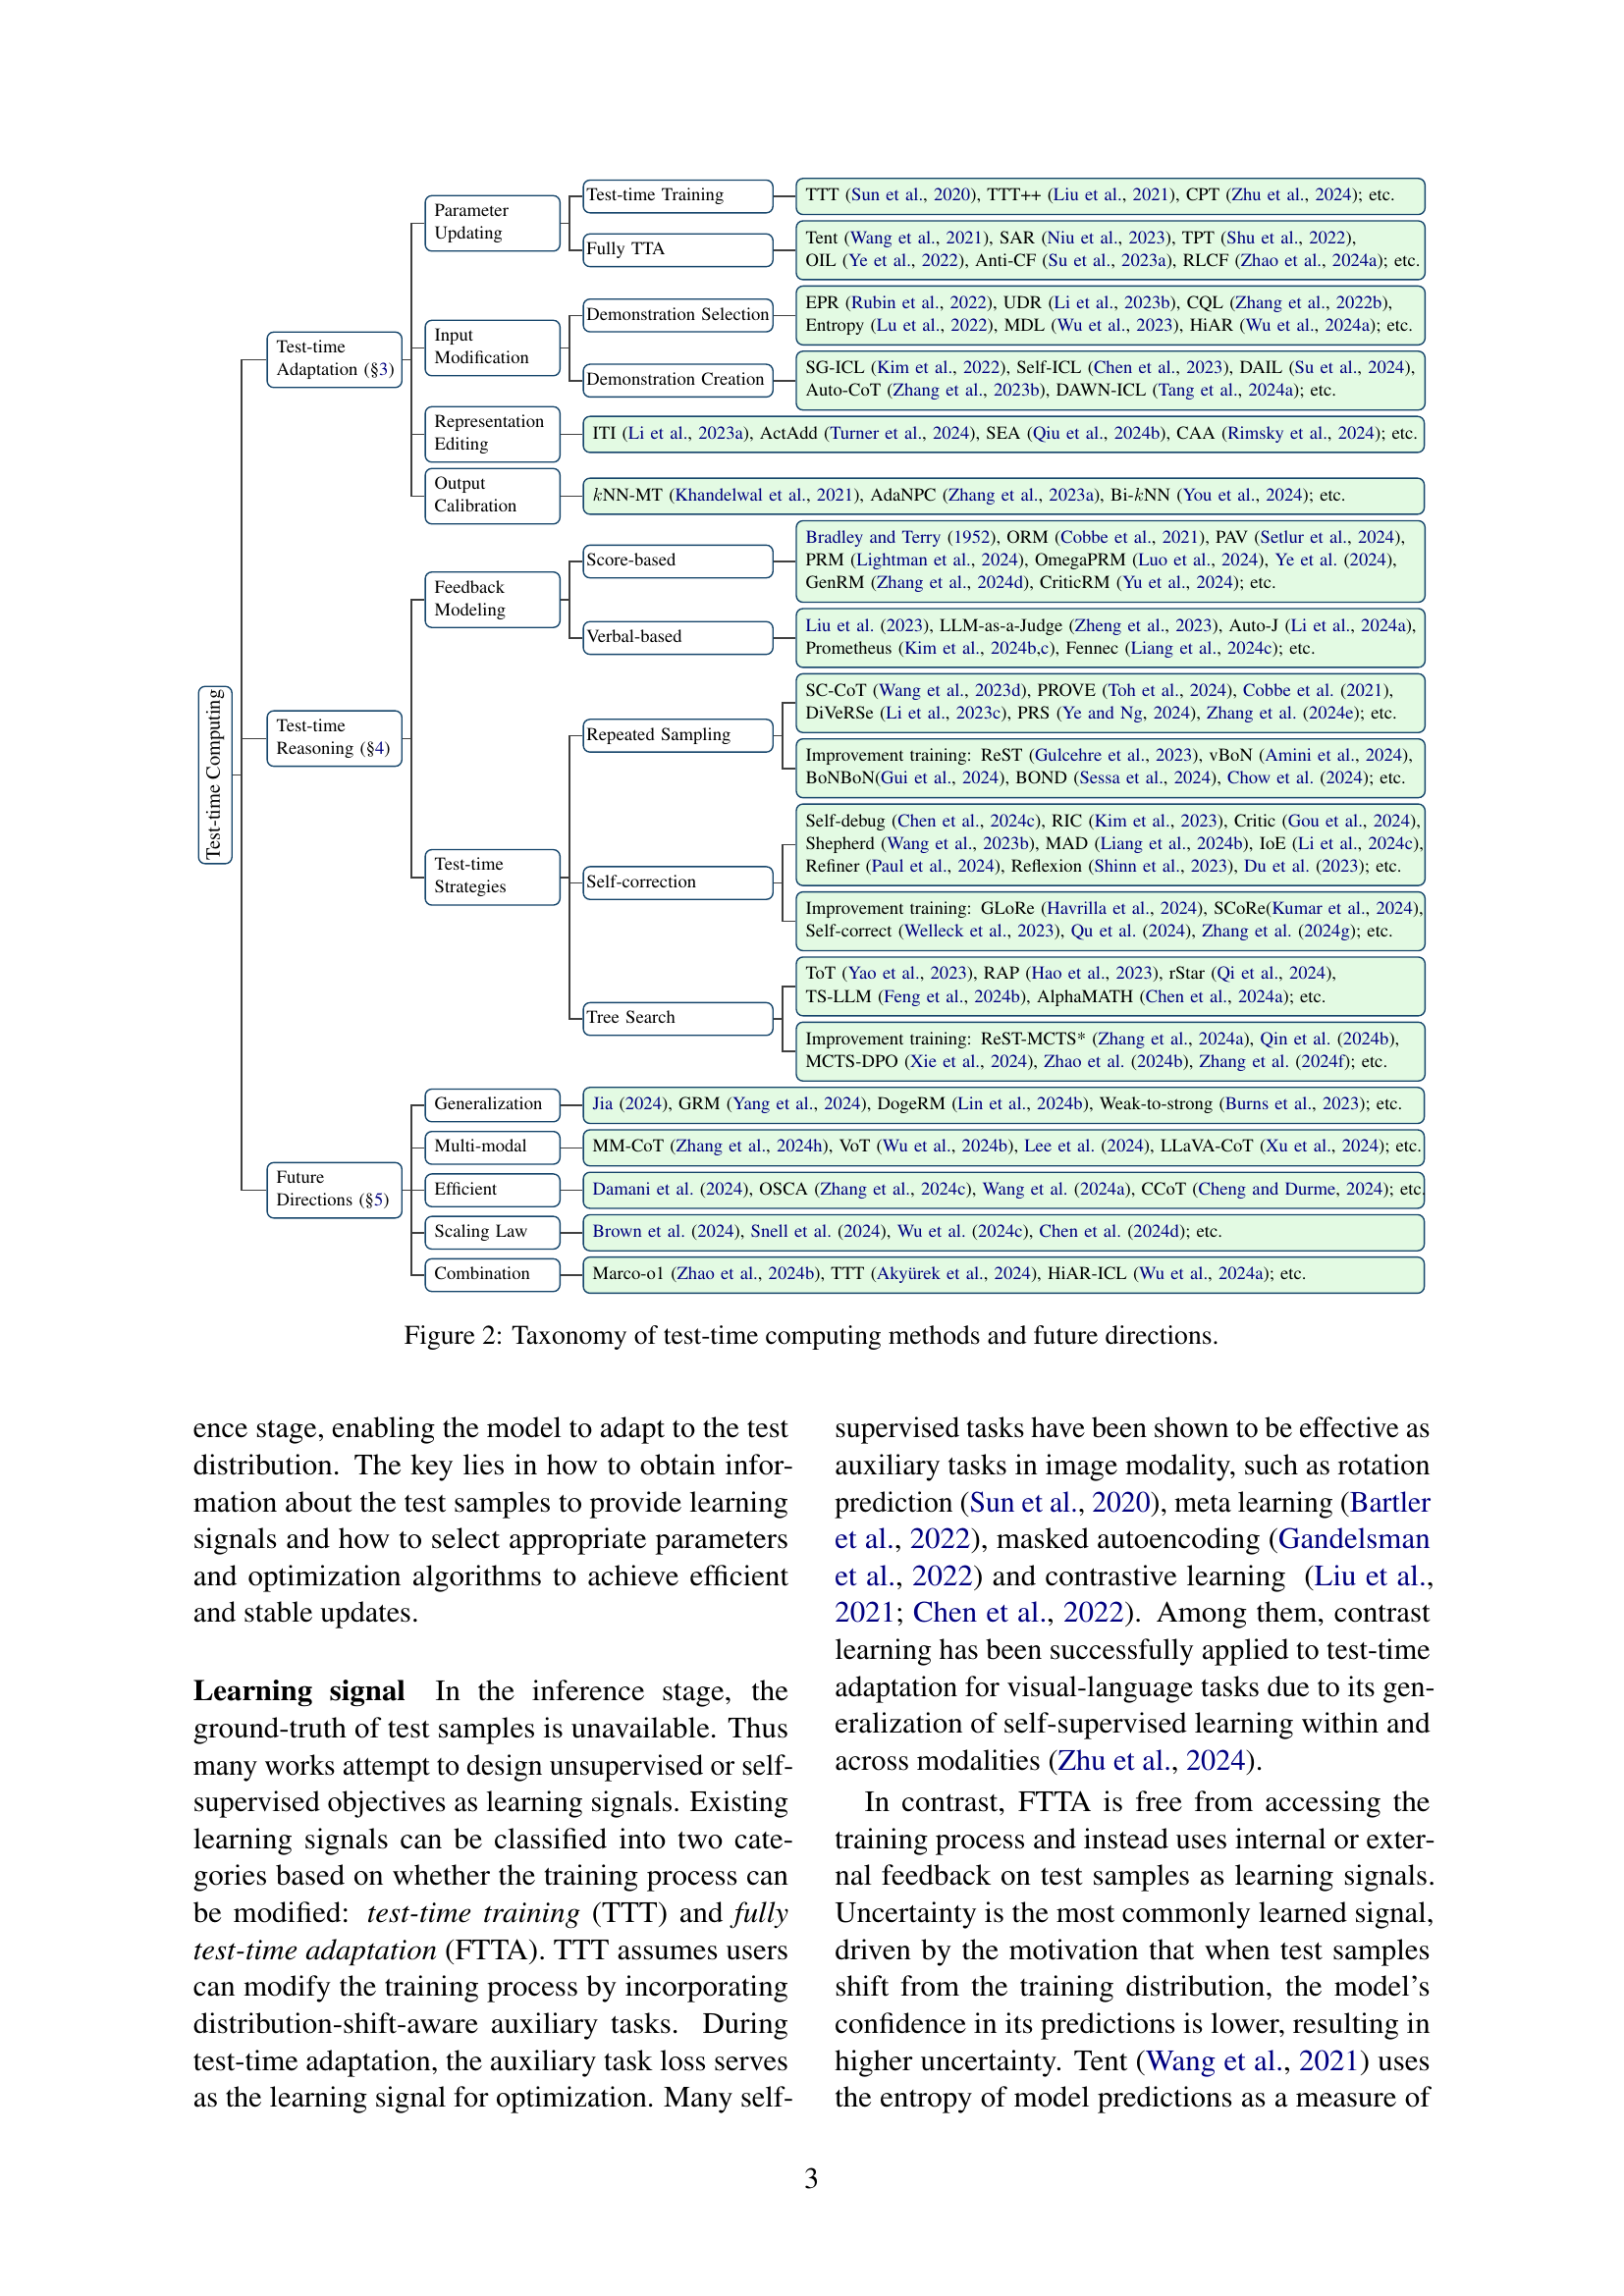 Test-time Computing
Test-time
Adaptation (§3)
Parameter
Updating
Test-time Training
TTT (Sun et al., 2020), TTT++ (Liu et al., 2021), CPT (Zhu et al., 2024); etc.
Fully TTA
Tent (Wang et al., 2021), SAR (Niu et al., 2023), TPT (Shu et al., 2022),
OIL (Ye et al., 2022), Anti-CF (Su et al., 2023a), RLCF (Zhao et al., 2024a); etc.
Input
Modification
Demonstration Selection
EPR (Rubin et al., 2022), UDR (Li et al., 2023b), CQL (Zhang et al., 2022b),
Entropy (Lu et al., 2022), MDL (Wu et al., 2023), HiAR (Wu et al., 2024a); etc.
Demonstration Creation
SG-ICL (Kim et al., 2022), Self-ICL (Chen et al., 2023), DAIL (Su et al., 2024),
Auto-CoT (Zhang et al., 2023b), DAWN-ICL (Tang et al., 2024a); etc.
Representation
Editing
ITI (Li et al., 2023a), ActAdd (Turner et al., 2024), SEA (Qiu et al., 2024b), CAA (Rimsky et al., 2024); etc.
Output
Calibration
kNN-MT (Khandelwal et al., 2021), AdaNPC (Zhang et al., 2023a), Bi-kNN (You et al., 2024); etc.
Test-time
Reasoning (§4)
Feedback
Modeling
Score-based
Bradley and Terry (1952), ORM (Cobbe et al., 2021), PAV (Setlur et al., 2024),
PRM (Lightman et al., 2024), OmegaPRM (Luo et al., 2024), Ye et al. (2024),
GenRM (Zhang et al., 2024d), CriticRM (Yu et al., 2024); etc.
Verbal-based
Liu et al. (2023), LLM-as-a-Judge (Zheng et al., 2023), Auto-J (Li et al., 2024a),
Prometheus (Kim et al., 2024b,c), Fennec (Liang et al., 2024c); etc.
Test-time
Strategies
Repeated Sampling
SC-CoT (Wang et al., 2023d), PROVE (Toh et al., 2024), Cobbe et al. (2021),
DiVeRSe (Li et al., 2023c), PRS (Ye and Ng, 2024), Zhang et al. (2024e); etc.
Improvement training: ReST (Gulcehre et al., 2023), vBoN (Amini et al., 2024),
BoNBoN(Gui et al., 2024), BOND (Sessa et al., 2024), Chow et al. (2024); etc.
Self-correction
Self-debug (Chen et al., 2024c), RIC (Kim et al., 2023), Critic (Gou et al., 2024),
Shepherd (Wang et al., 2023b), MAD (Liang et al., 2024b), IoE (Li et al., 2024c),
Refiner (Paul et al., 2024), Reflexion (Shinn et al., 2023), Du et al. (2023); etc.
Improvement training: GLoRe (Havrilla et al., 2024), SCoRe(Kumar et al., 2024),
Self-correct (Welleck et al., 2023), Qu et al. (2024), Zhang et al. (2024g); etc.
Tree Search
ToT (Yao et al., 2023), RAP (Hao et al., 2023), rStar (Qi et al., 2024),
TS-LLM (Feng et al., 2024b), AlphaMATH (Chen et al., 2024a); etc.
Improvement training: ReST-MCTS* (Zhang et al., 2024a), Qin et al. (2024b),
MCTS-DPO (Xie et al., 2024), Zhao et al. (2024b), Zhang et al. (2024f); etc.
Future
Directions (§5)
Generalization
Jia (2024), GRM (Yang et al., 2024), DogeRM (Lin et al., 2024b), Weak-to-strong (Burns et al., 2023); etc.
Multi-modal
MM-CoT (Zhang et al., 2024h), VoT (Wu et al., 2024b), Lee et al. (2024), LLaVA-CoT (Xu et al., 2024); etc.
Efficient
Damani et al. (2024), OSCA (Zhang et al., 2024c), Wang et al. (2024a), CCoT (Cheng and Durme, 2024); etc.
Scaling Law
Brown et al. (2024), Snell et al. (2024), Wu et al. (2024c), Chen et al. (2024d); etc.
Combination
Marco-o1 (Zhao et al., 2024b), TTT (Akyürek et al., 2024), HiAR-ICL (Wu et al., 2024a); etc.
Figure 2: Taxonomy of test-time computing methods and future directions.
ence stage, enabling the model to adapt to the test
distribution. The key lies in how to obtain infor-
mation about the test samples to provide learning
signals and how to select appropriate parameters
and optimization algorithms to achieve efficient
and stable updates.
Learning signal In the inference stage, the
ground-truth of test samples is unavailable. Thus
many works attempt to design unsupervised or self-
supervised objectives as learning signals. Existing
learning signals can be classified into two cate-
gories based on whether the training process can
be modified: test-time training (TTT) and fully
test-time adaptation (FTTA). TTT assumes users
can modify the training process by incorporating
distribution-shift-aware auxiliary tasks. During
test-time adaptation, the auxiliary task loss serves
as the learning signal for optimization. Many self-
supervised tasks have been shown to be effective as
auxiliary tasks in image modality, such as rotation
prediction (Sun et al., 2020), meta learning (Bartler
et al., 2022), masked autoencoding (Gandelsman
et al., 2022) and contrastive learning (Liu et al.,
2021; Chen et al., 2022). Among them, contrast
learning has been successfully applied to test-time
adaptation for visual-language tasks due to its gen-
eralization of self-supervised learning within and
across modalities (Zhu et al., 2024).
In contrast, FTTA is free from accessing the
training process and instead uses internal or exter-
nal feedback on test samples as learning signals.
Uncertainty is the most commonly learned signal,
driven by the motivation that when test samples
shift from the training distribution, the model's
confidence in its predictions is lower, resulting in
higher uncertainty. Tent (Wang et al., 2021) uses
the entropy of model predictions as a measure of
3